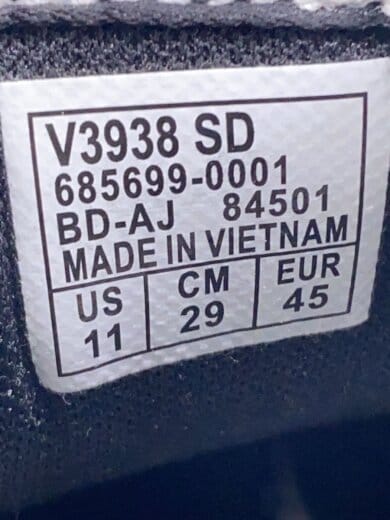 V3938 SD
685699-0001
BD-AJ 84501
MADE IN VIETNAM
US CM EUR
11 29 45